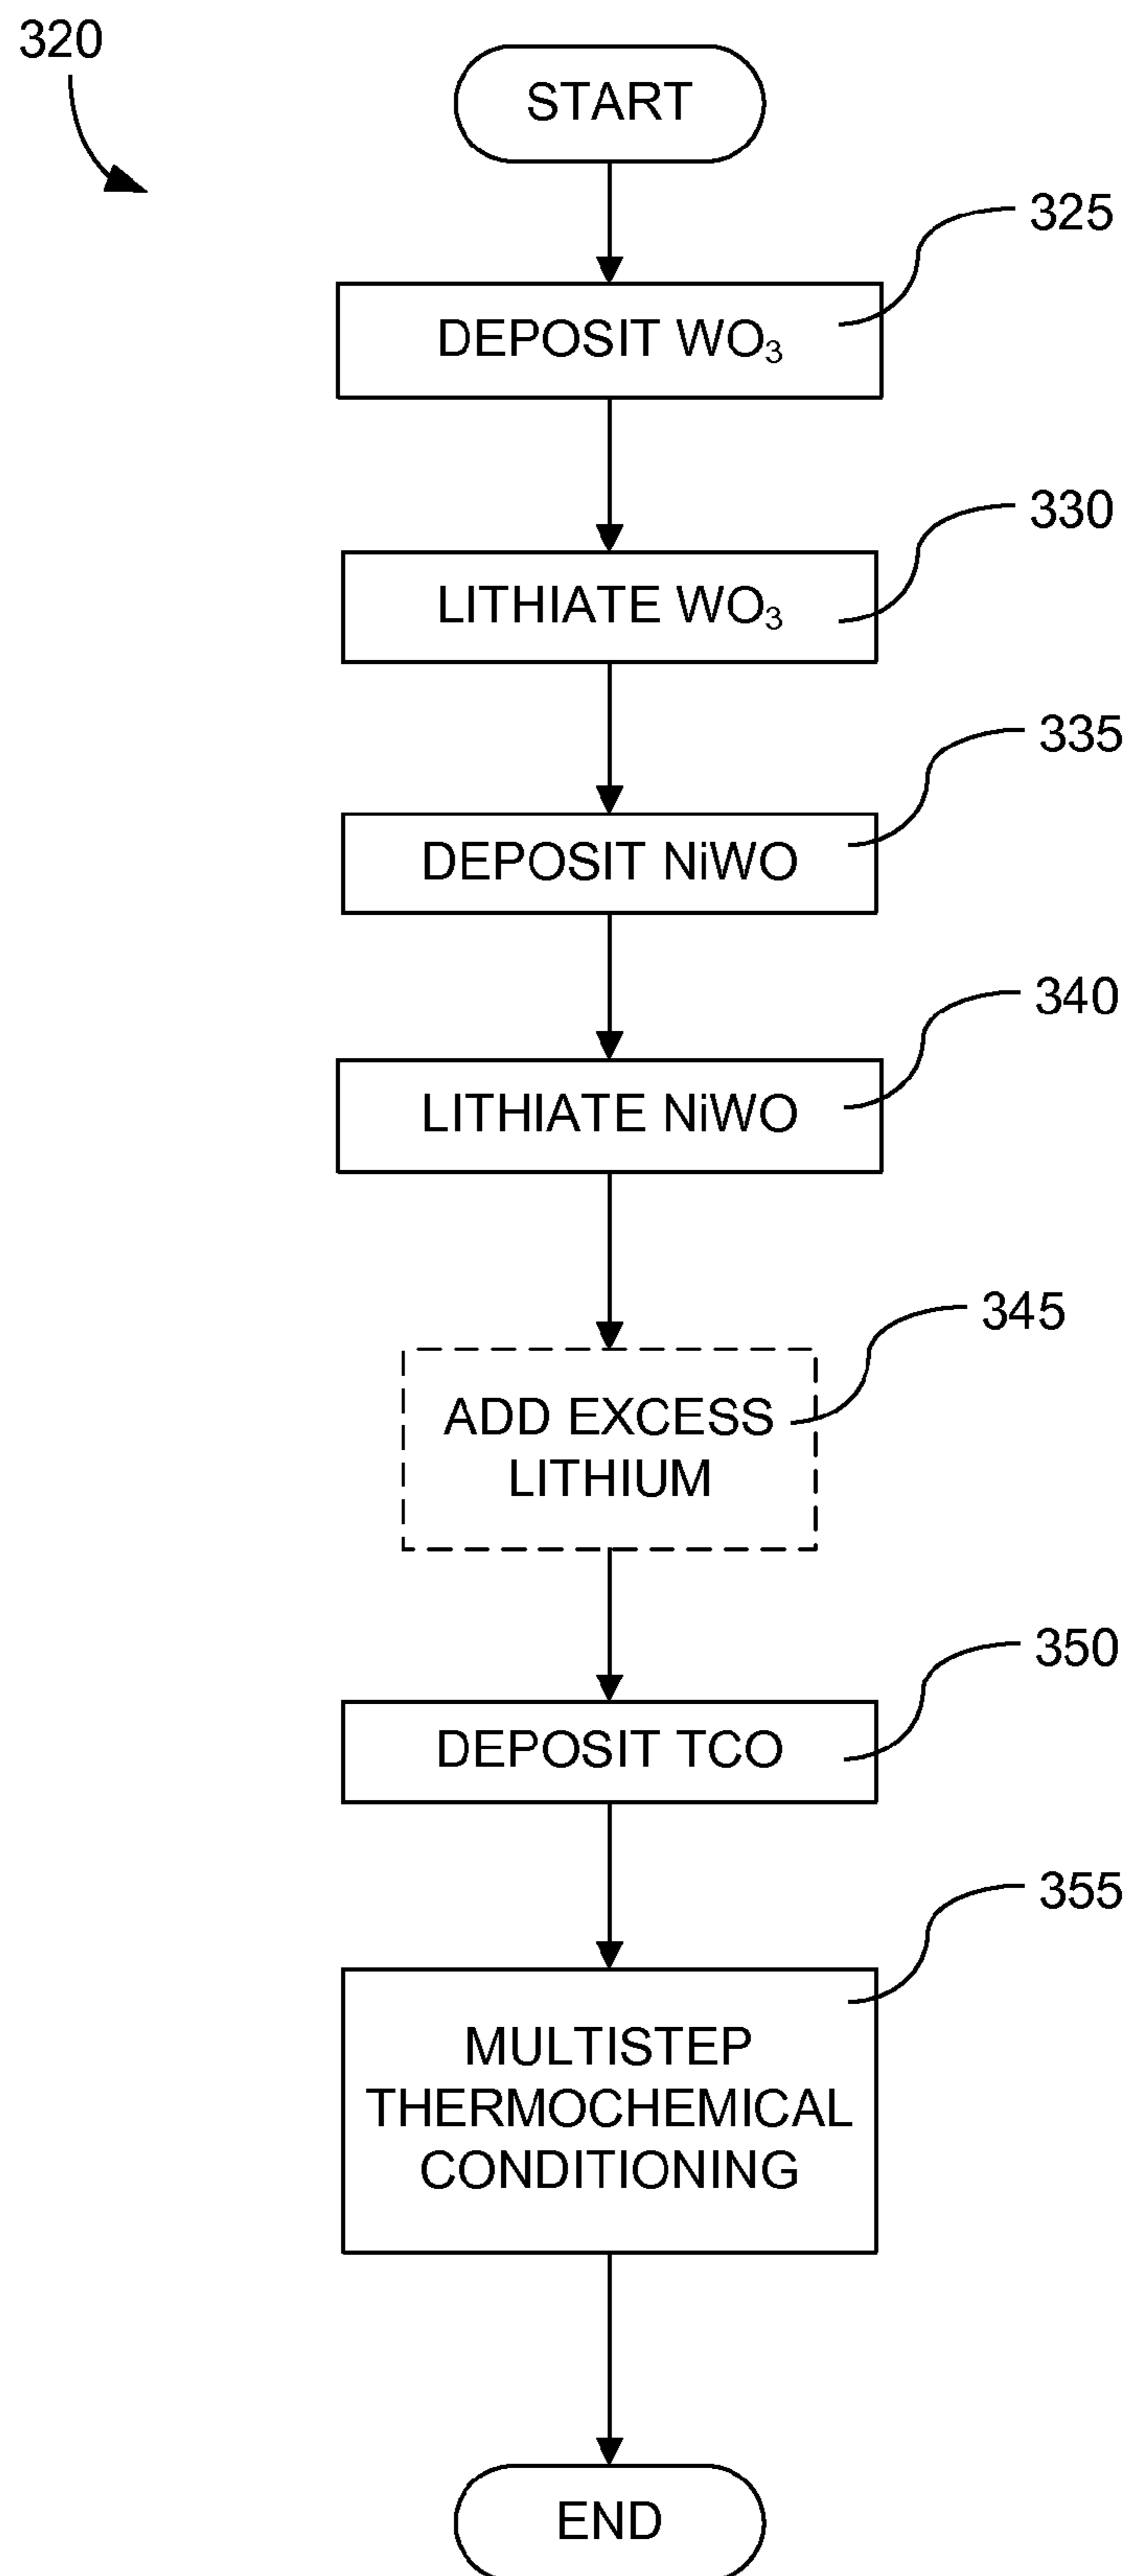 320
START
325
DEPOSIT WO₃
330
LITHIATE WO₃
335
DEPOSIT NiWO
340
LITHIATE NiWO
345
ADD EXCESS
LITHIUM
350
DEPOSIT TCO
355
MULTISTEP
THERMOCHEMICAL
CONDITIONING
END